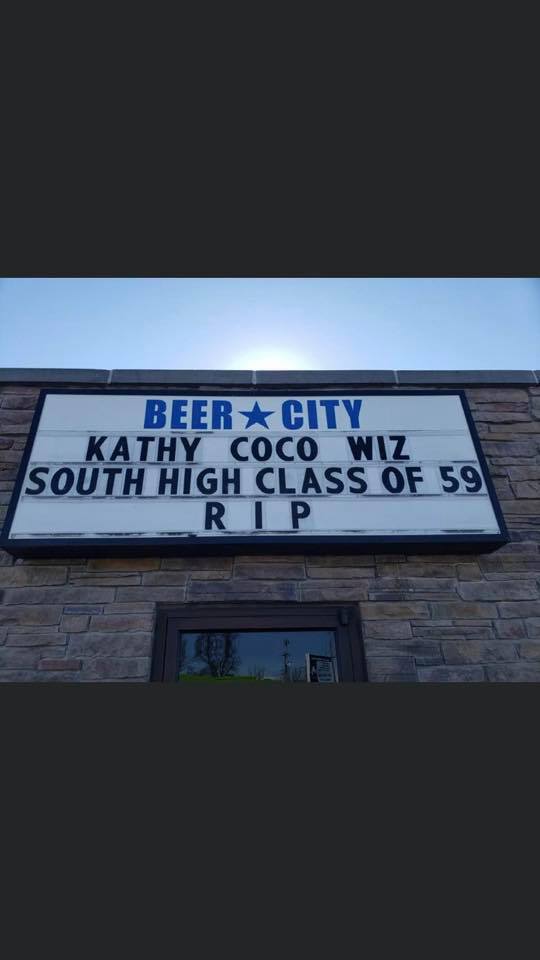 BEER★CITY
KATHY COCO WIZ
SOUTH HIGH CLASS OF 59
R I P